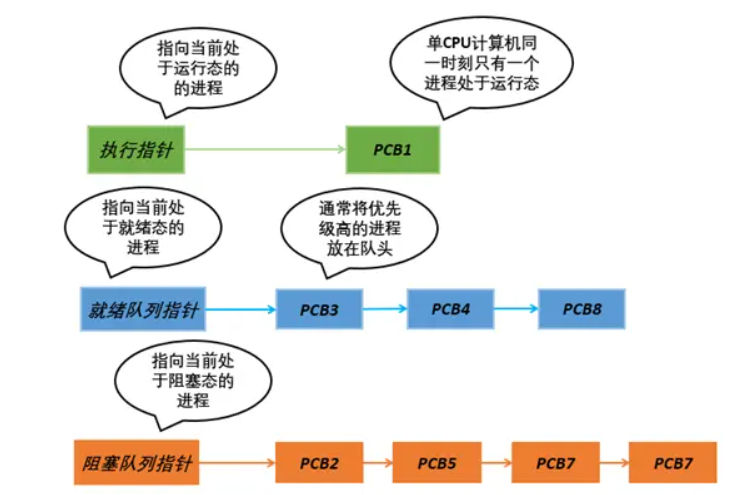 指向当前处
于运行态的
的进程
单CPU计算机同
一时刻只有一个
进程处于运行态
执行指针
PCB1
指向当前处
于就绪态的
进程
通常将优先
级高的进程
放在队头
就绪队列指针
PCB3
PCB4
PCB8
指向当前处
于阻塞态的
进程
阻塞队列指针
PCB2
PCB5
PCB7
PCB7